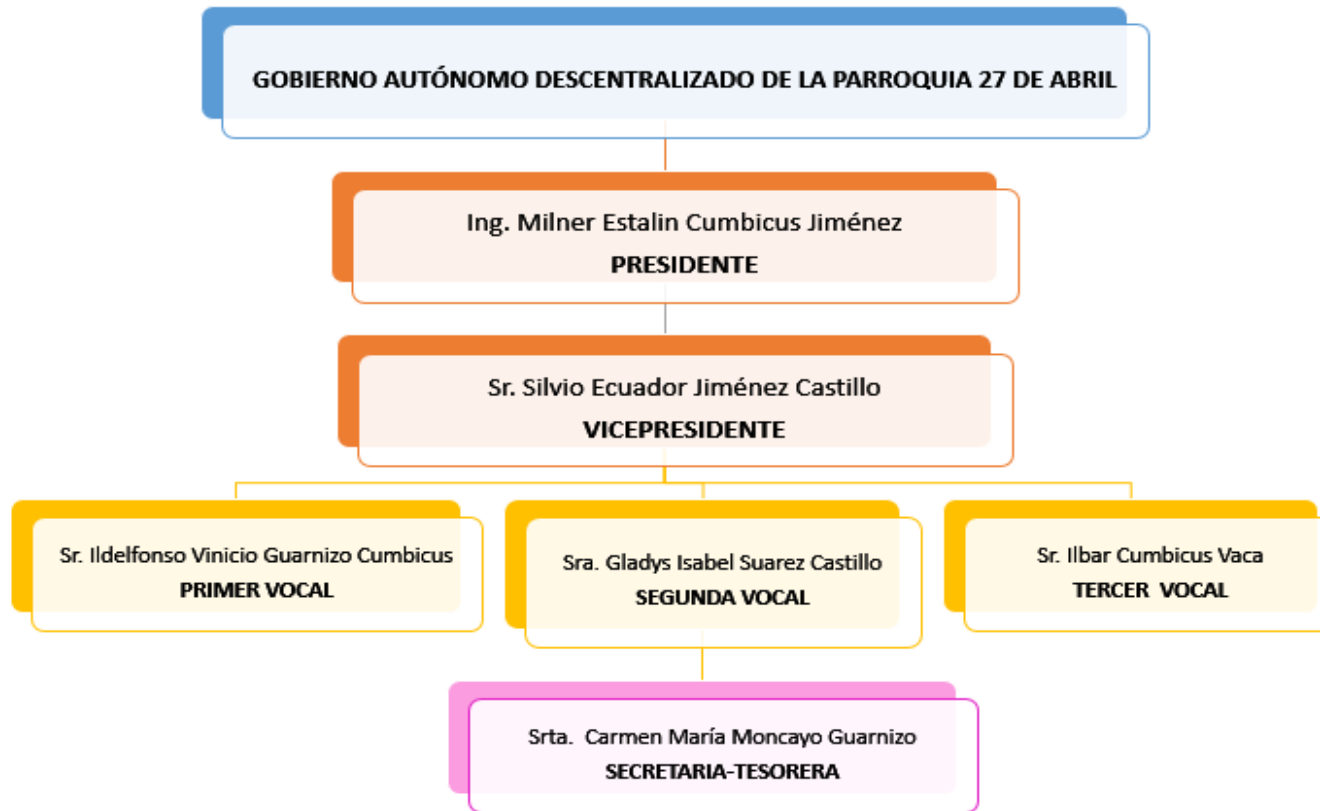 GOBIERNO AUTÓNOMO DESCENTRALIZADO DE LA PARROQUIA 27 DE ABRIL
Ing. Milner Estalin Cumbicus Jiménez
PRESIDENTE
Sr. Silvio Ecuador Jiménez Castillo
VICEPRESIDENTE
Sr. Ildelfonso Vinicio Guarnizo Cumbicus
PRIMER VOCAL
Sra. Gladys Isabel Suarez Castillo
SEGUNDA VOCAL
Sr. Ilbar Cumbicus Vaca
TERCER VOCAL
Srta. Carmen María Moncayo Guarnizo
SECRETARIA-TESORERA